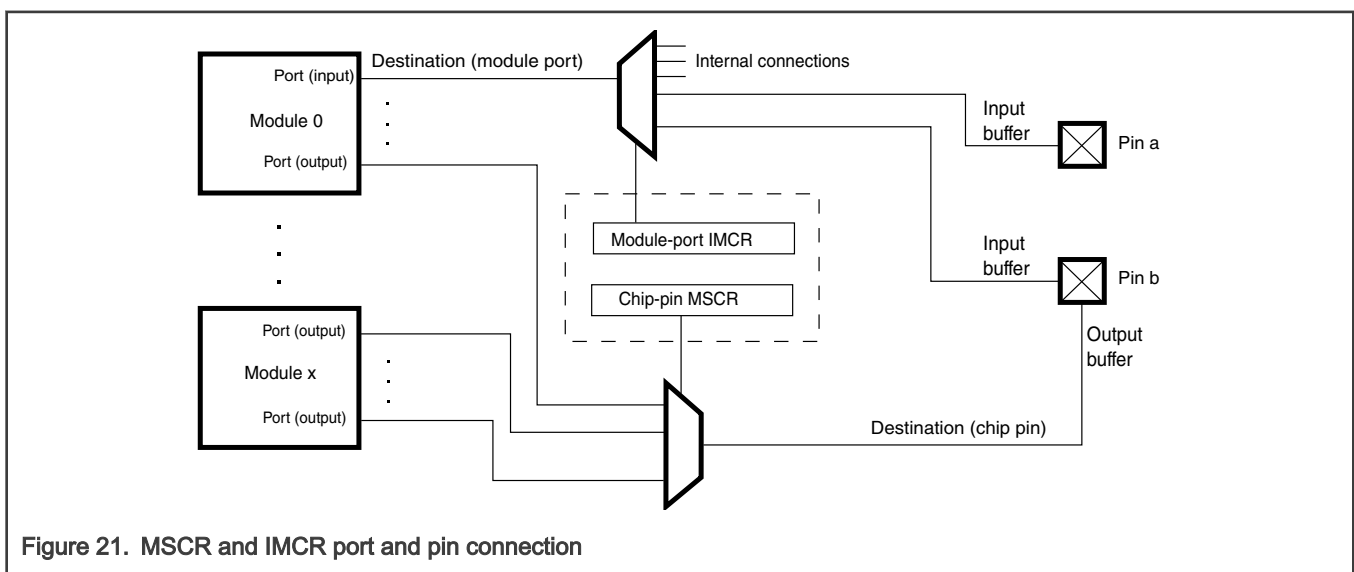 Port (input)
Module 0
Port (output)
Destination (module port)
Internal connections
Input
buffer
Pin a
Module-port IMCR
Chip-pin MSCR
Input
buffer
Pin b
Output
buffer
Port (output)
Module x
Port (output)
Destination (chip pin)
Figure 21. MSCR and IMCR port and pin connection